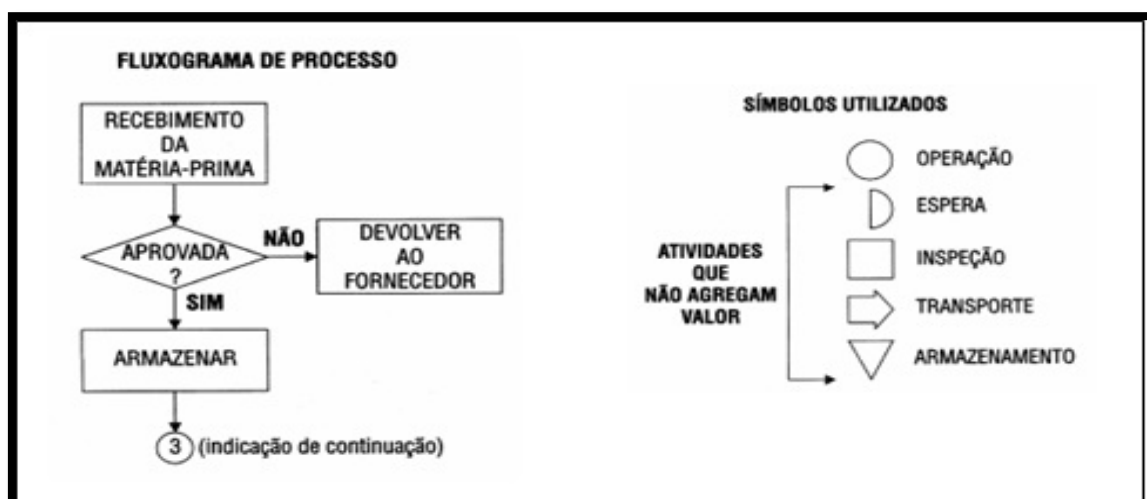 FLUXOGRAMA DE PROCESSO
RECEBIMENTO
DA
MATÉRIA-PRIMA
APROVADA
?
NÃO
DEVOLVER
AO
FORNECEDOR
SIM
ARMAZENAR
3 (indicação de continuação)
SÍMBOLOS UTILIZADOS
OPERAÇÃO
ESPERA
INSPEÇÃO
TRANSPORTE
ARMAZENAMENTO
ATIVIDADES
QUE
NÃO AGREGAM
VALOR